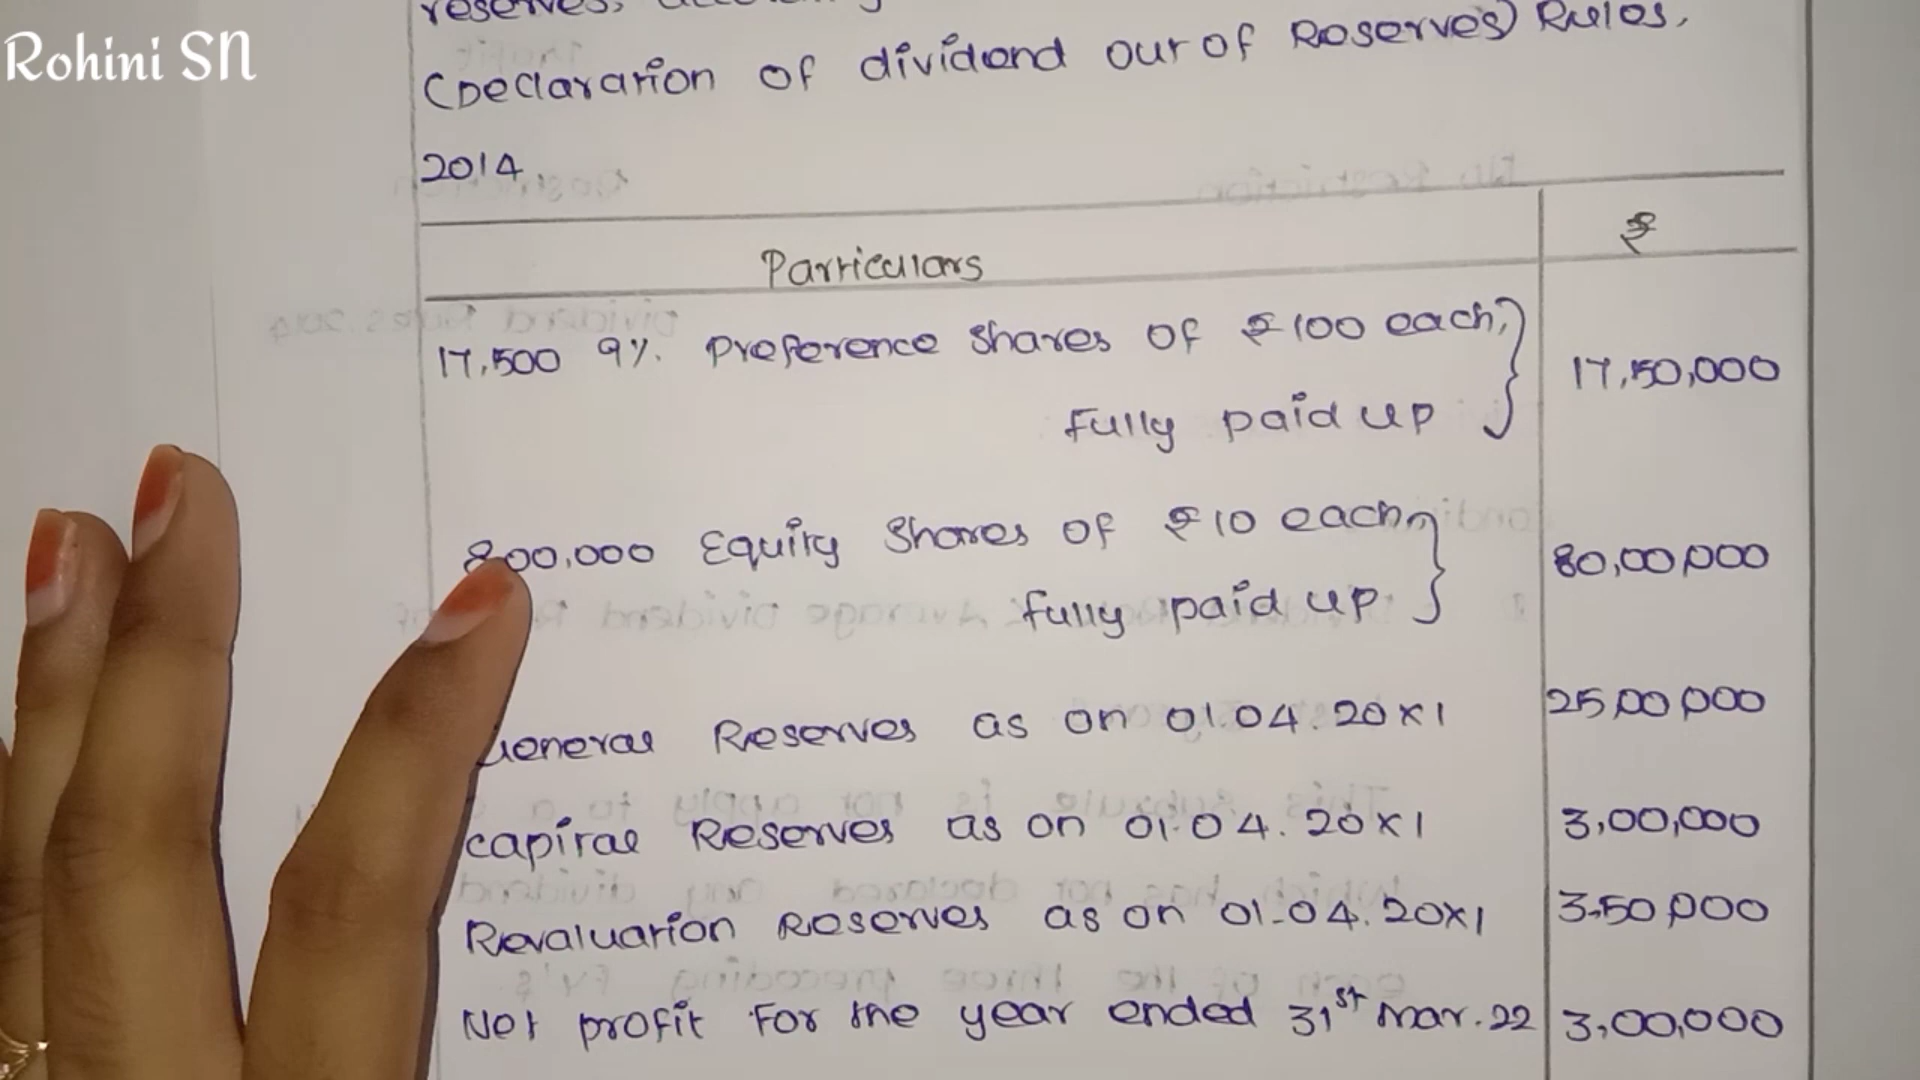 Rohini SN
reserves,
(Declaration of dividend out of Reserves) Rules,
2014.
Particulars ₹
17,500 9% Preference Shares of ₹100 each, 17,50,000
Fully paid up
800,000 Equity Shares of ₹10 each, 80,00,000
fully paid up
General Reserves as on 01.04.20x1 25,00,000
Capital Reserves as on 01.04.20x1 3,00,000
Revaluation Reserves as on 01.04.20x1 3,50,000
Net profit For the year ended 31st Mar.22 3,00,000